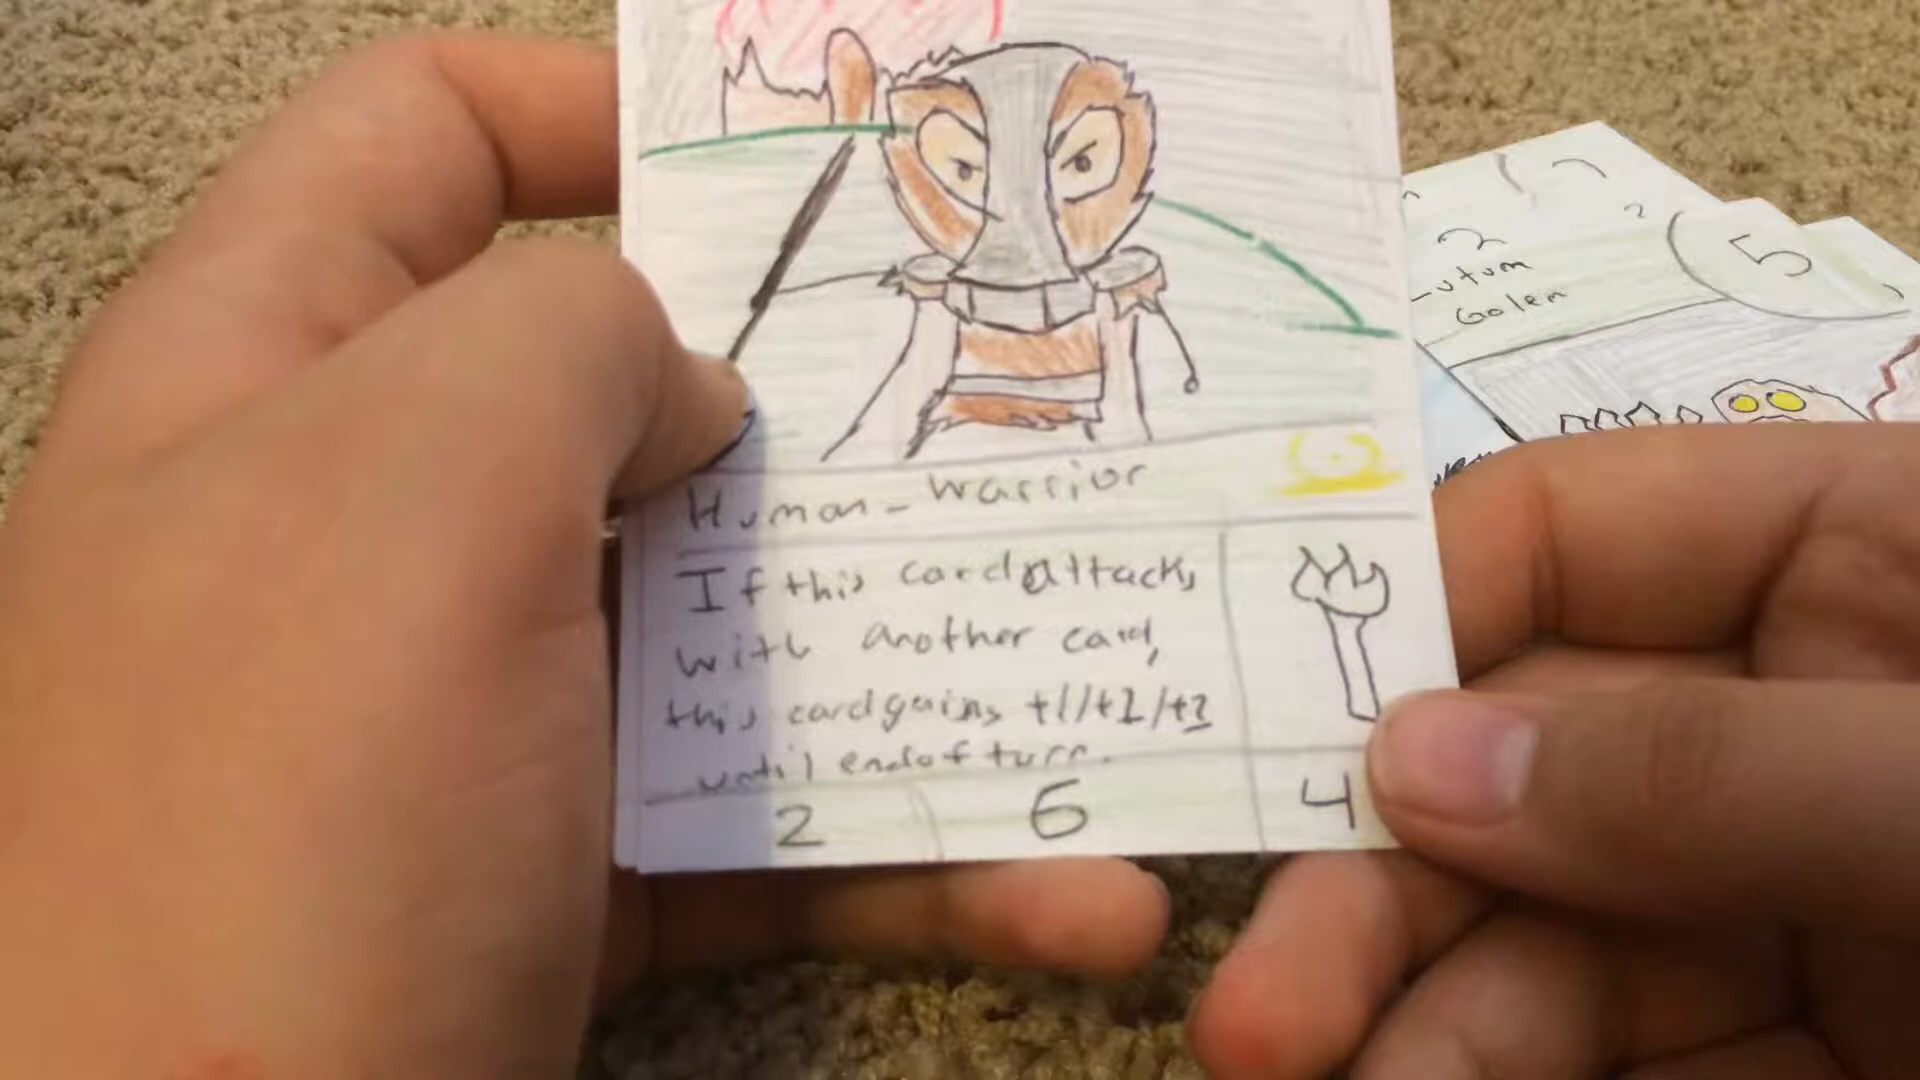 Human-Warrior
If this card attacks
with another card,
this card gains +1/+1/+2
until end of turn.
2 6 4
2
5
Golem